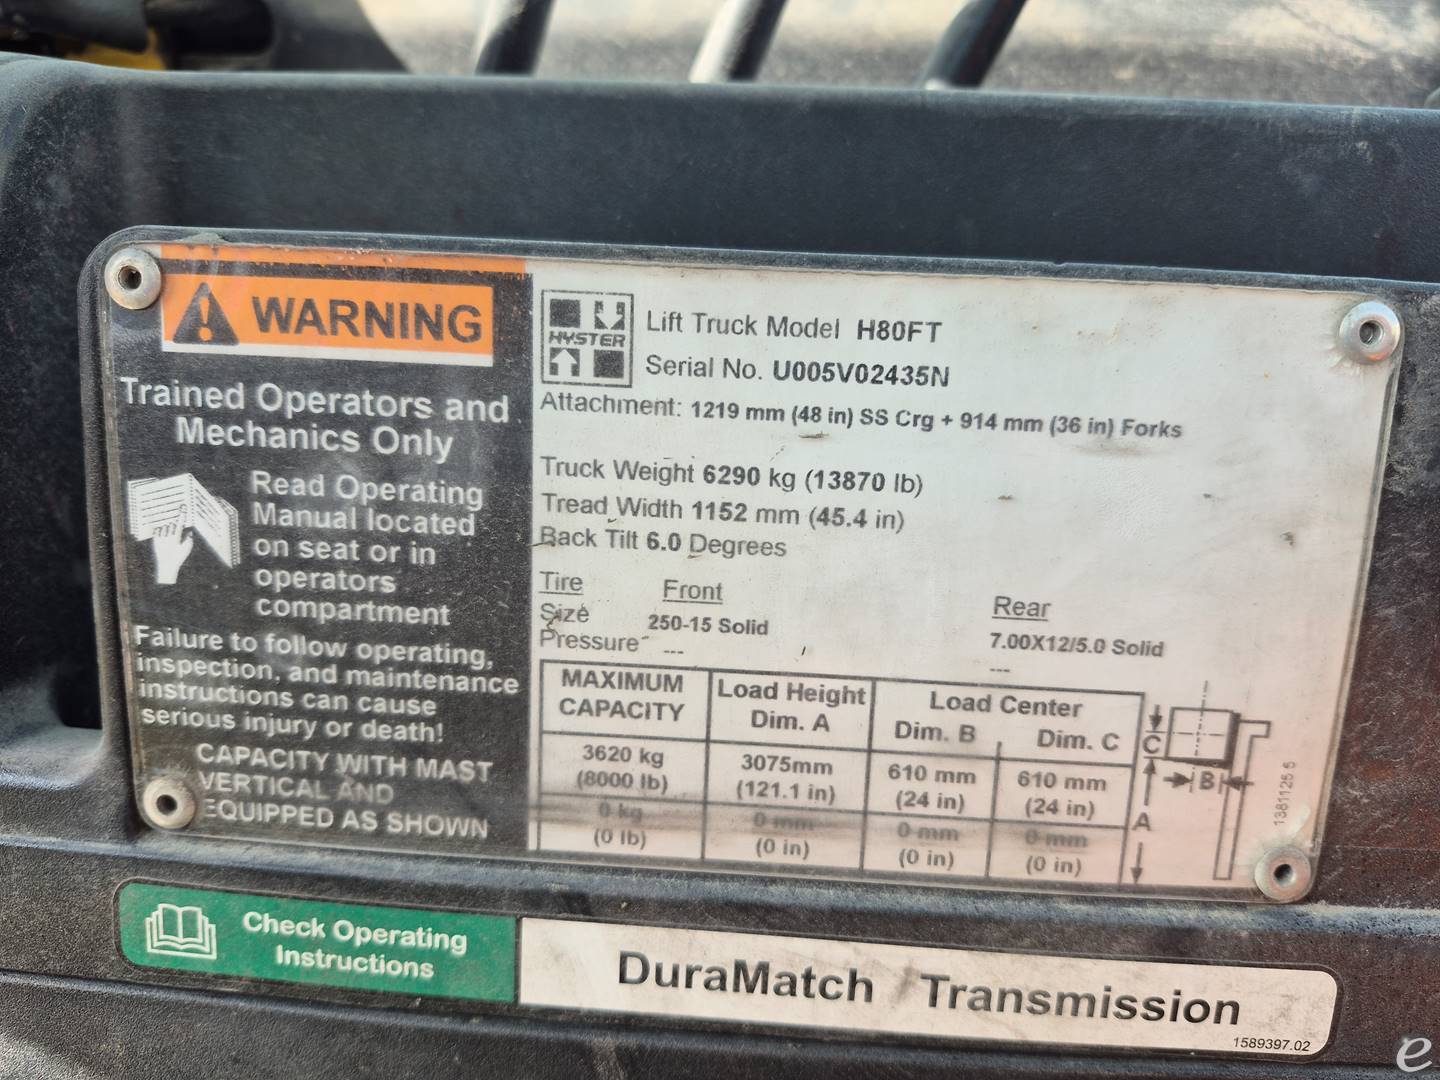 WARNING
Trained Operators and
Mechanics Only
Read Operating
Manual located
on seat or in
operators
compartment
Failure to follow operating,
inspection, and maintenance
instructions can cause
serious injury or death!
CAPACITY WITH MAST
VERTICAL AND
EQUIPPED AS SHOWN
HYSTER
Lift Truck Model H80FT
Serial No. U005V02435N
Attachment: 1219 mm (48 in) SS Crg + 914 mm (36 in) Forks
Truck Weight 6290 kg (13870 lb)
Tread Width 1152 mm (45.4 in)
Back Tilt 6.0 Degrees
Tire Front Rear
Size 250-15 Solid 7.00X12/5.0 Solid
Pressure --- ---
MAXIMUM CAPACITY
Load Height Dim. A
Load Center
Dim. B Dim. C
3620 kg 3075mm 610 mm 610 mm
(8000 lb) (121.1 in) (24 in) (24 in)
0 kg 0 mm 0 mm 0 mm
(0 lb) (0 in) (0 in) (0 in)
C
B
A
1381125 5
Check Operating
Instructions
DuraMatch Transmission
1589397.02
e